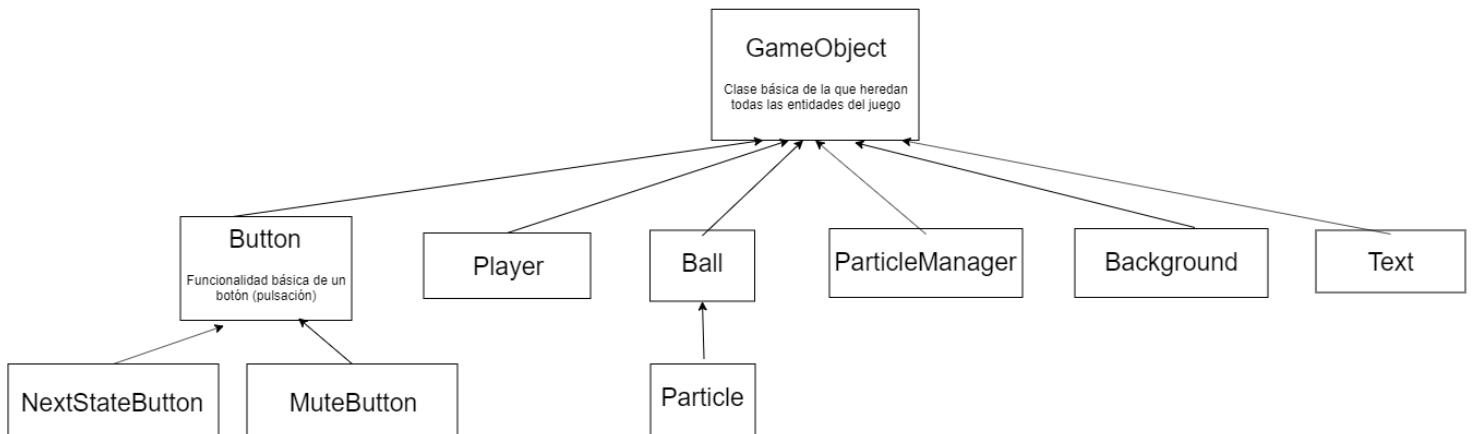 GameObject
Clase básica de la que heredan
todas las entidades del juego
Button
Funcionalidad básica de un
botón (pulsación)
Player
Ball
ParticleManager
Background
Text
NextStateButton
MuteButton
Particle